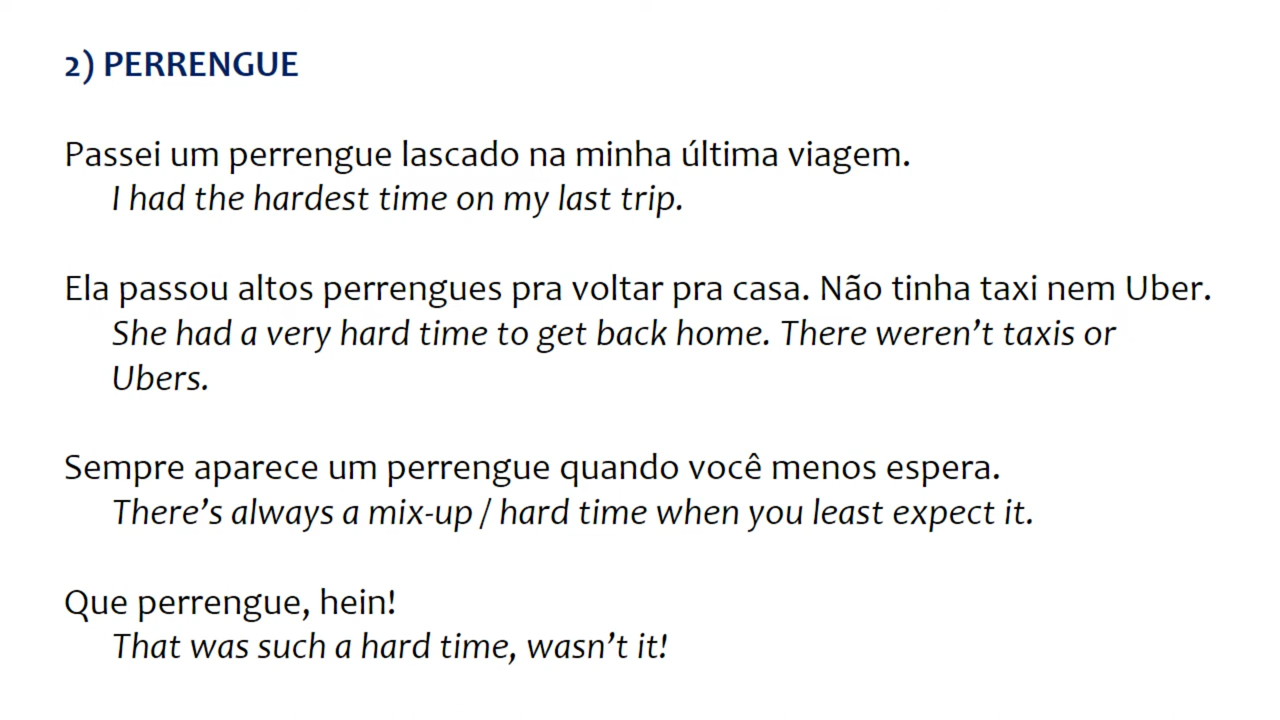 2) PERRENGUE
Passei um perrengue lascado na minha última viagem.
I had the hardest time on my last trip.
Ela passou altos perrengues pra voltar pra casa. Não tinha taxi nem Uber.
She had a very hard time to get back home. There weren't taxis or
Ubers.
Sempre aparece um perrengue quando você menos espera.
There's always a mix-up / hard time when you least expect it.
Que perrengue, hein!
That was such a hard time, wasn't it!